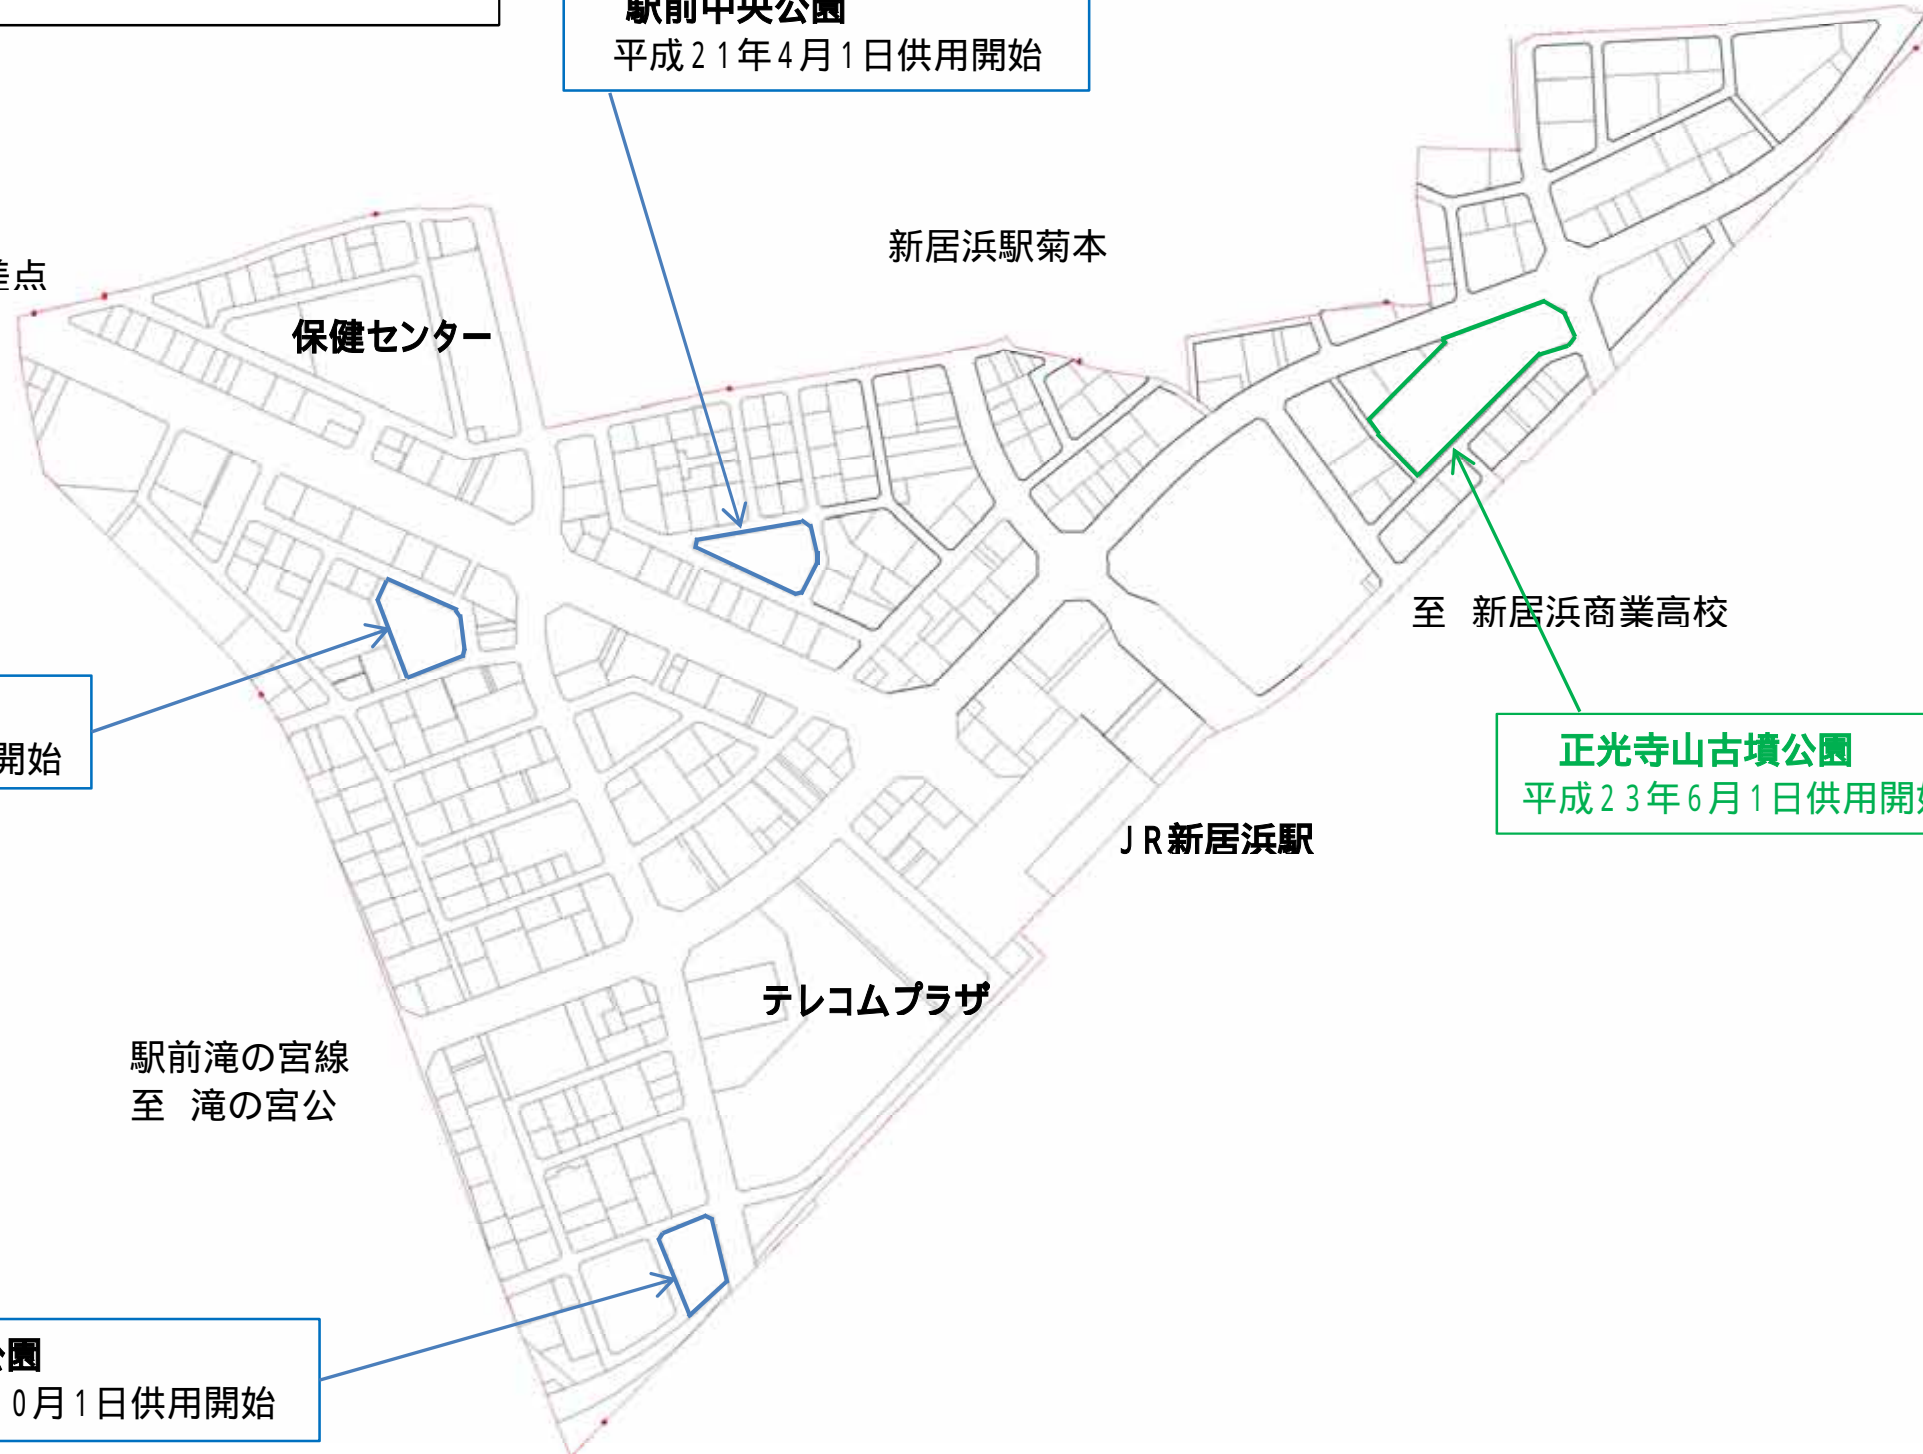 駅前中央公園
平成21年4月1日供用開始
新居浜駅菊本
差点
保健センター
至 新居浜商業高校
開始
正光寺山古墳公園
平成23年6月1日供用開始
JR新居浜駅
テレコムプラザ
駅前滝の宮線
至 滝の宮公
公園
0月1日供用開始